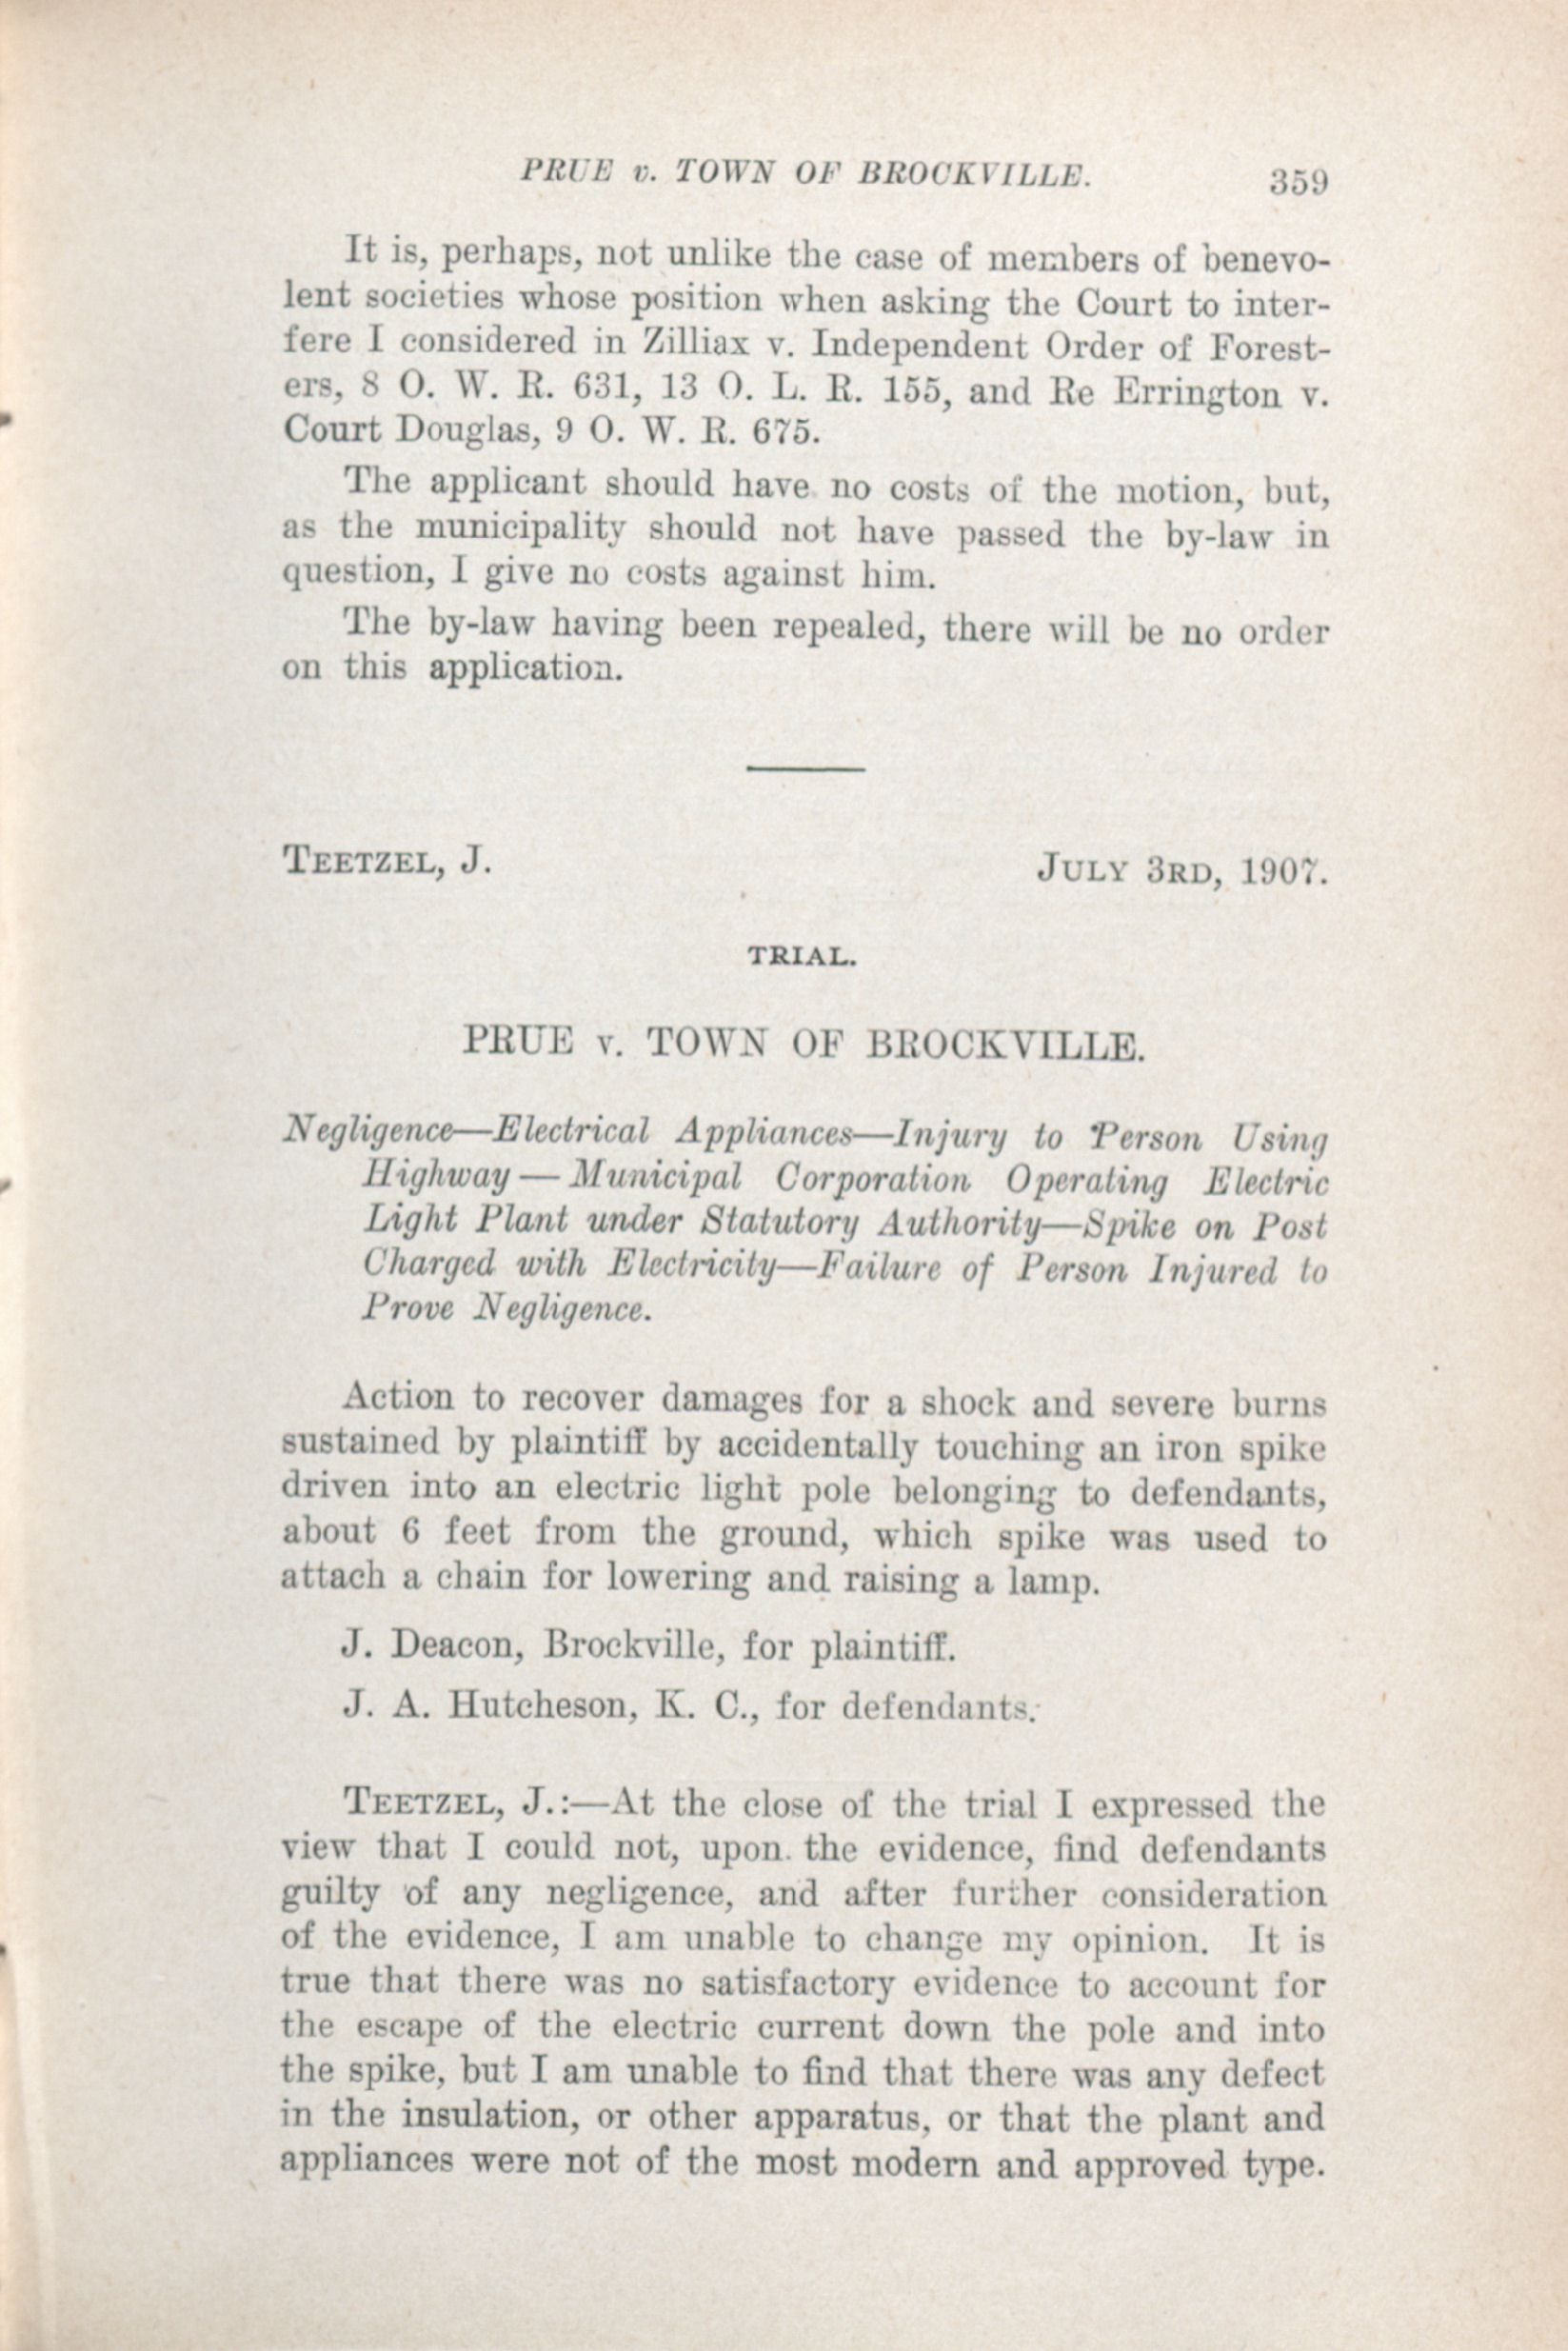 PRUE v. TOWN OF BROCKVILLE. 359
It is, perhaps, not unlike the case of members of benevo-
lent societies whose position when asking the Court to inter-
fere I considered in Zilliax v. Independent Order of Forest-
ers, 8 O. W. R. 631, 13 O. L. R. 155, and Re Errington v.
Court Douglas, 9 O. W. R. 675.
The applicant should have no costs of the motion, but,
as the municipality should not have passed the by-law in
question, I give no costs against him.
The by-law having been repealed, there will be no order
on this application.
TEETZEL, J. JULY 3RD, 1907.
TRIAL.
PRUE v. TOWN OF BROCKVILLE.
Negligence—Electrical Appliances—Injury to Person Using
Highway — Municipal Corporation Operating Electric
Light Plant under Statutory Authority—Spike on Post
Charged with Electricity—Failure of Person Injured to
Prove Negligence.
Action to recover damages for a shock and severe burns
sustained by plaintiff by accidentally touching an iron spike
driven into an electric light pole belonging to defendants,
about 6 feet from the ground, which spike was used to
attach a chain for lowering and raising a lamp.
J. Deacon, Brockville, for plaintiff.
J. A. Hutcheson, K. C., for defendants.
TEETZEL, J.:—At the close of the trial I expressed the
view that I could not, upon. the evidence, find defendants
guilty of any negligence, and after further consideration
of the evidence, I am unable to change my opinion. It is
true that there was no satisfactory evidence to account for
the escape of the electric current down the pole and into
the spike, but I am unable to find that there was any defect
in the insulation, or other apparatus, or that the plant and
appliances were not of the most modern and approved type.